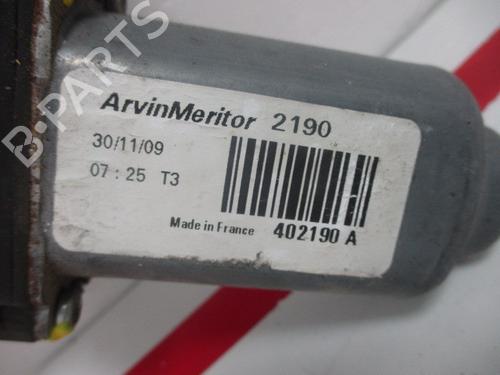 B-PARTS
ArvinMeritor 2190
30/11/09
07 : 25 T3
Made in France 402190 A